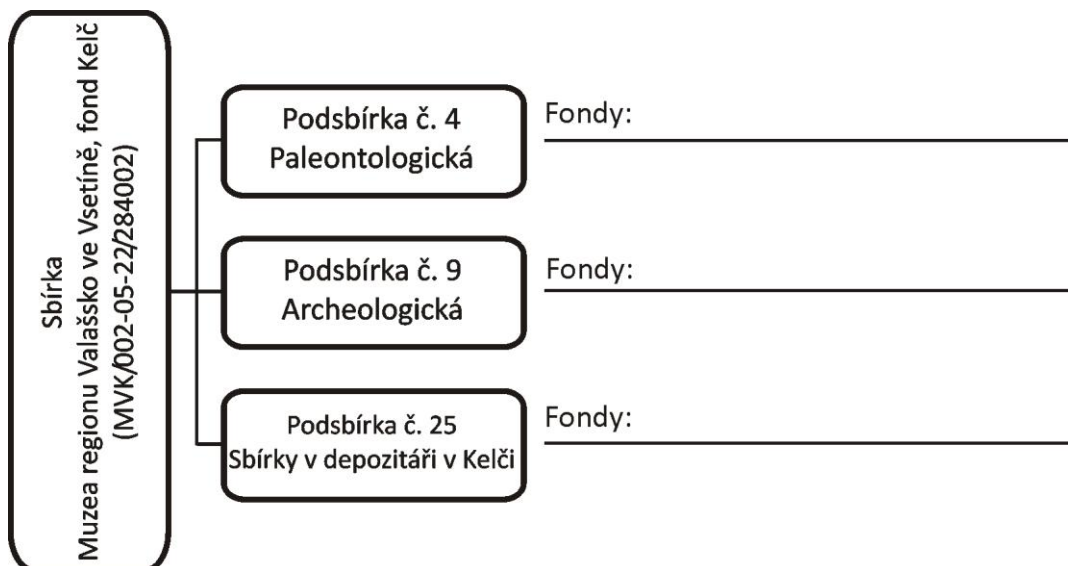 Sbírka
Muzea regionu Valašsko ve Vsetíně, fond Kelč
(MVK/002-05-22/284002)
Podsbírka č. 4
Paleontologická
Fondy:
Podsbírka č. 9
Archeologická
Fondy:
Podsbírka č. 25
Sbírky v depozitáři v Kelči
Fondy: